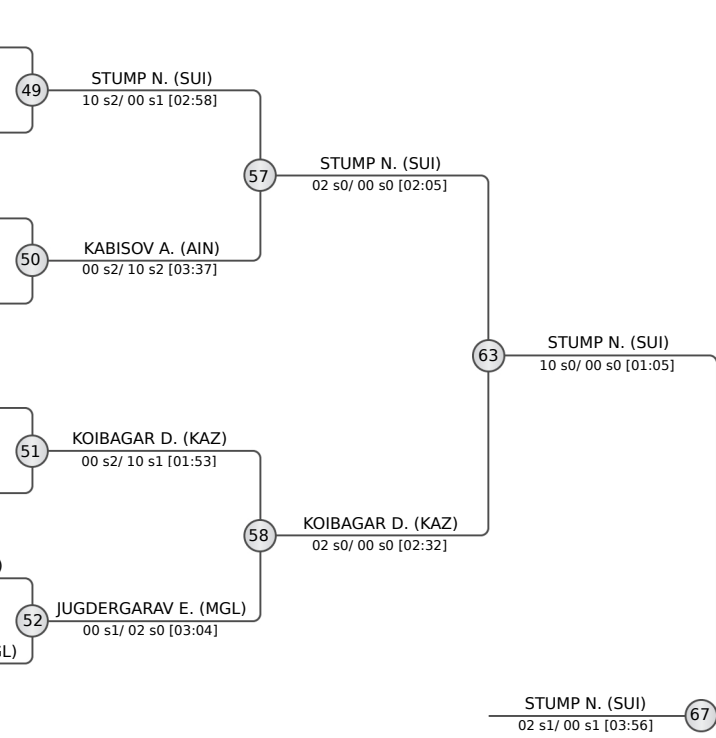 49
STUMP N. (SUI)
10 s2/ 00 s1 [02:58]
57
STUMP N. (SUI)
02 s0/ 00 s0 [02:05]
50
KABISOV A. (AIN)
00 s2/ 10 s2 [03:37]
63
STUMP N. (SUI)
10 s0/ 00 s0 [01:05]
51
KOIBAGAR D. (KAZ)
00 s2/ 10 s1 [01:53]
58
KOIBAGAR D. (KAZ)
02 s0/ 00 s0 [02:32]
)
52
JUGDERGARAV E. (MGL)
00 s1/ 02 s0 [03:04]
GL)
STUMP N. (SUI)
02 s1/ 00 s1 [03:56]
67